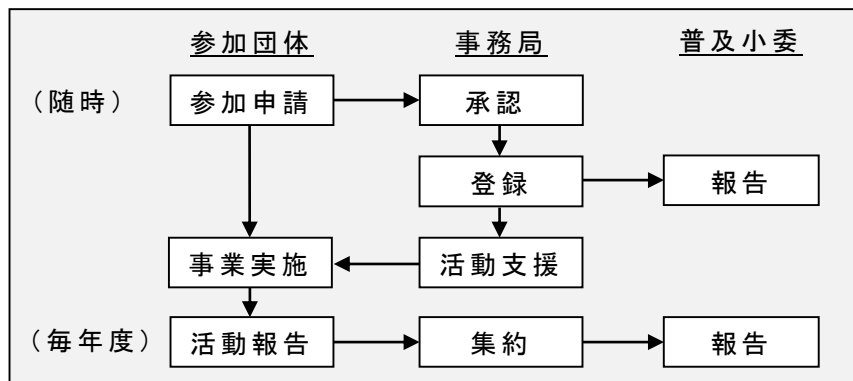 参加団体 事務局 普及小委
(随時) 参加申請 承認
登録 報告
事業実施 活動支援
(毎年度) 活動報告 集約 報告